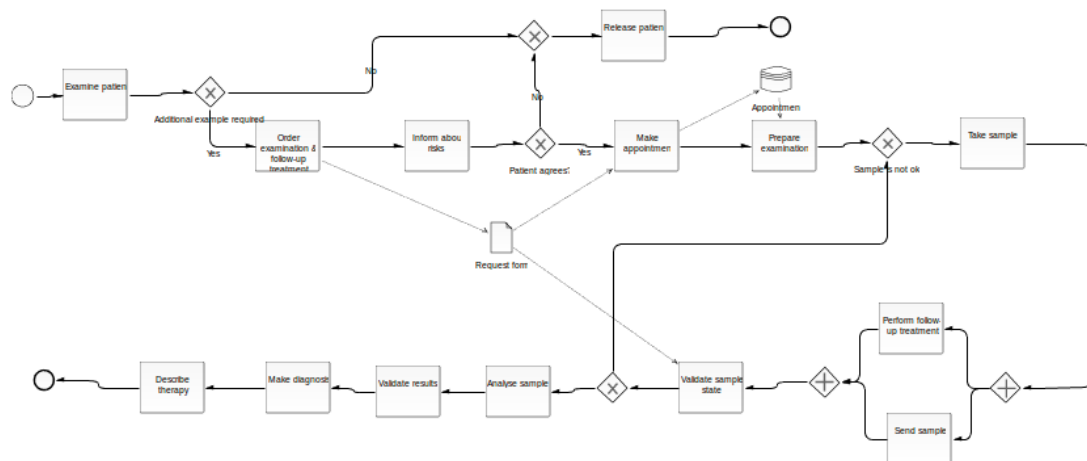 Release patien
Examine patien
No
No
Appointmen
Additional example required
Order
examination &
follow-up
treatment
Inform abou
risks
Make
appointmen
Prepare
examination
Take sample
Yes
Yes
Patient agrees?
Sample is not ok
Request form
Perform follow-
up treatment
Describe
therapy
Make diagnosis
Validate results
Analyse sample
Validate sample
state
Send sample